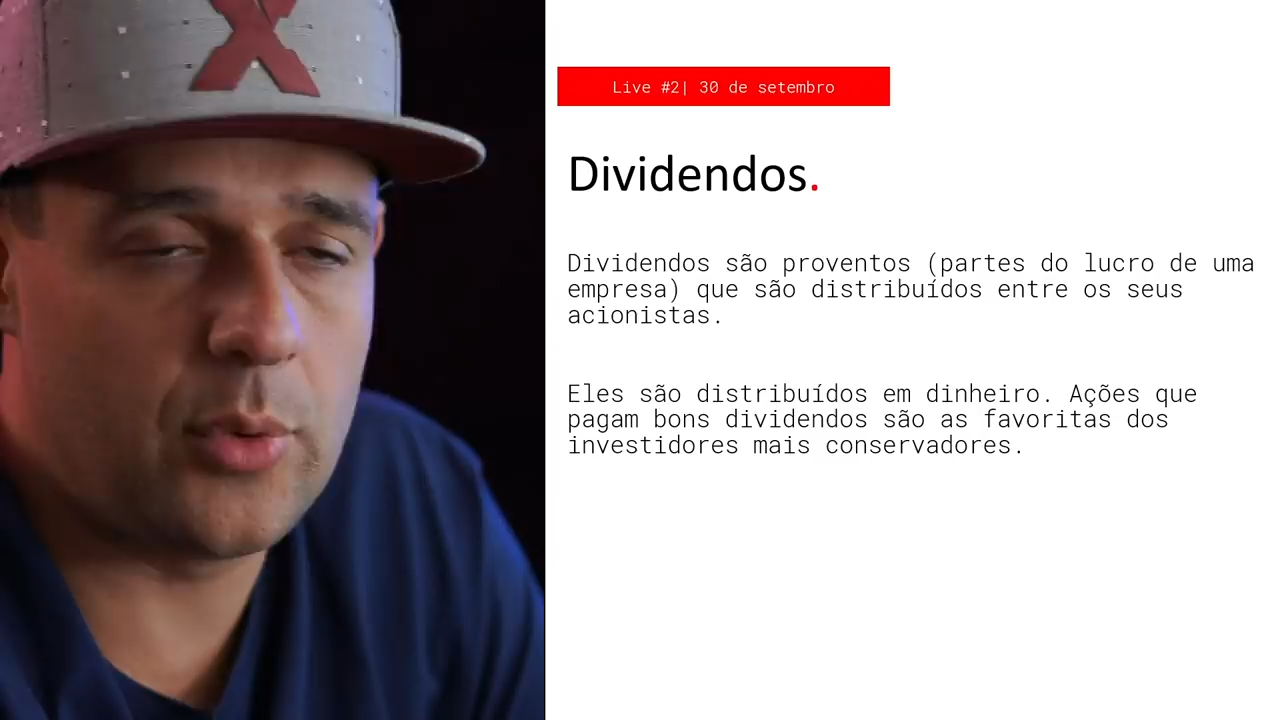 X
Live #2| 30 de setembro
Dividendos.
Dividendos são proventos (partes do lucro de uma
empresa) que são distribuídos entre os seus
acionistas.
Eles são distribuídos em dinheiro. Ações que
pagam bons dividendos são as favoritas dos
investidores mais conservadores.